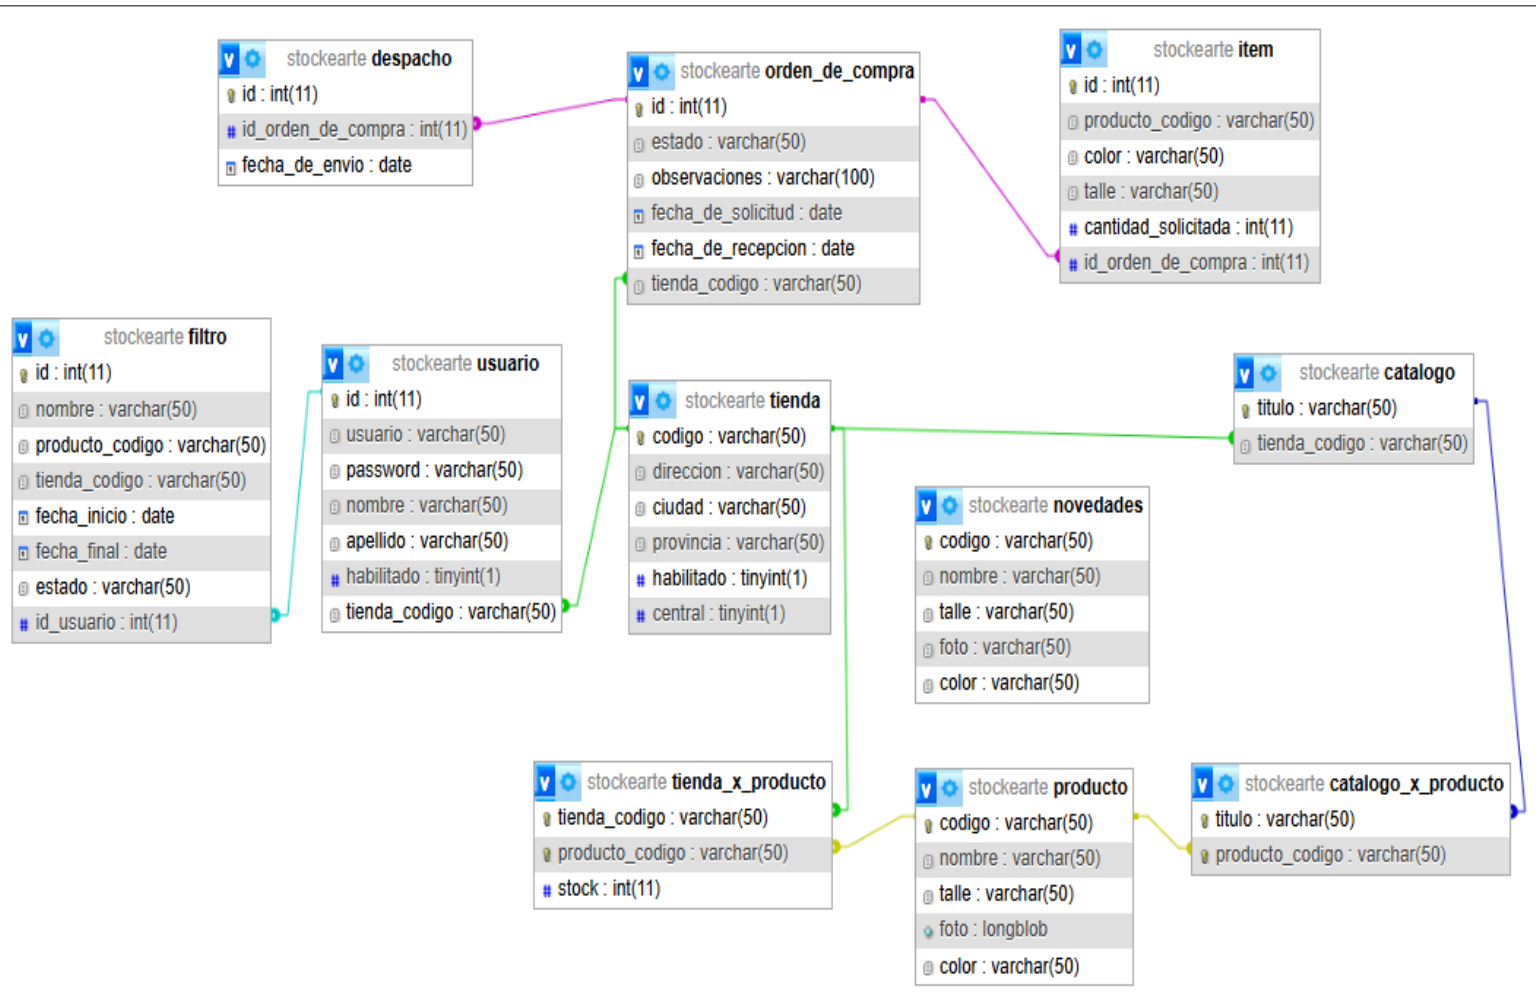 stockearte despacho
id : int(11)
id_orden_de_compra : int(11)
fecha_de_envio : date
stockearte orden_de_compra
id : int(11)
estado : varchar(50)
observaciones : varchar(100)
fecha_de_solicitud : date
fecha_de_recepcion : date
tienda_codigo : varchar(50)
stockearte item
id : int(11)
producto_codigo : varchar(50)
color : varchar(50)
talle : varchar(50)
cantidad_solicitada : int(11)
id_orden_de_compra : int(11)
stockearte filtro
id : int(11)
nombre : varchar(50)
producto_codigo : varchar(50)
tienda_codigo : varchar(50)
fecha_inicio : date
fecha_final : date
estado : varchar(50)
id_usuario : int(11)
stockearte usuario
id : int(11)
usuario : varchar(50)
password : varchar(50)
nombre : varchar(50)
apellido : varchar(50)
habilitado : tinyint(1)
tienda_codigo : varchar(50)
stockearte tienda
codigo : varchar(50)
direccion : varchar(50)
ciudad : varchar(50)
provincia : varchar(50)
habilitado : tinyint(1)
central : tinyint(1)
stockearte catalogo
titulo : varchar(50)
tienda_codigo : varchar(50)
stockearte novedades
codigo : varchar(50)
nombre : varchar(50)
talle : varchar(50)
foto : varchar(50)
color : varchar(50)
stockearte tienda_x_producto
tienda_codigo : varchar(50)
producto_codigo : varchar(50)
stock : int(11)
stockearte producto
codigo : varchar(50)
nombre : varchar(50)
talle : varchar(50)
foto : longblob
color : varchar(50)
stockearte catalogo_x_producto
titulo : varchar(50)
producto_codigo : varchar(50)